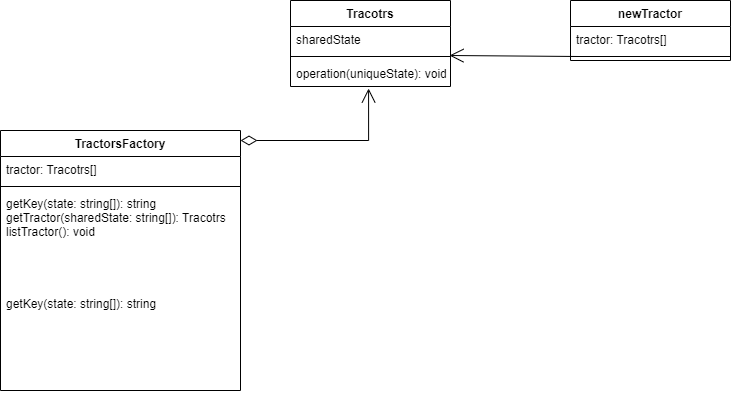 Tracotrs
sharedState
operation(uniqueState): void
newTractor
tractor: Tracotrs[]
TractorsFactory
tractor: Tracotrs[]
getKey(state: string[]): string
getTractor(sharedState: string[]): Tracotrs
listTractor(): void
getKey(state: string[]): string